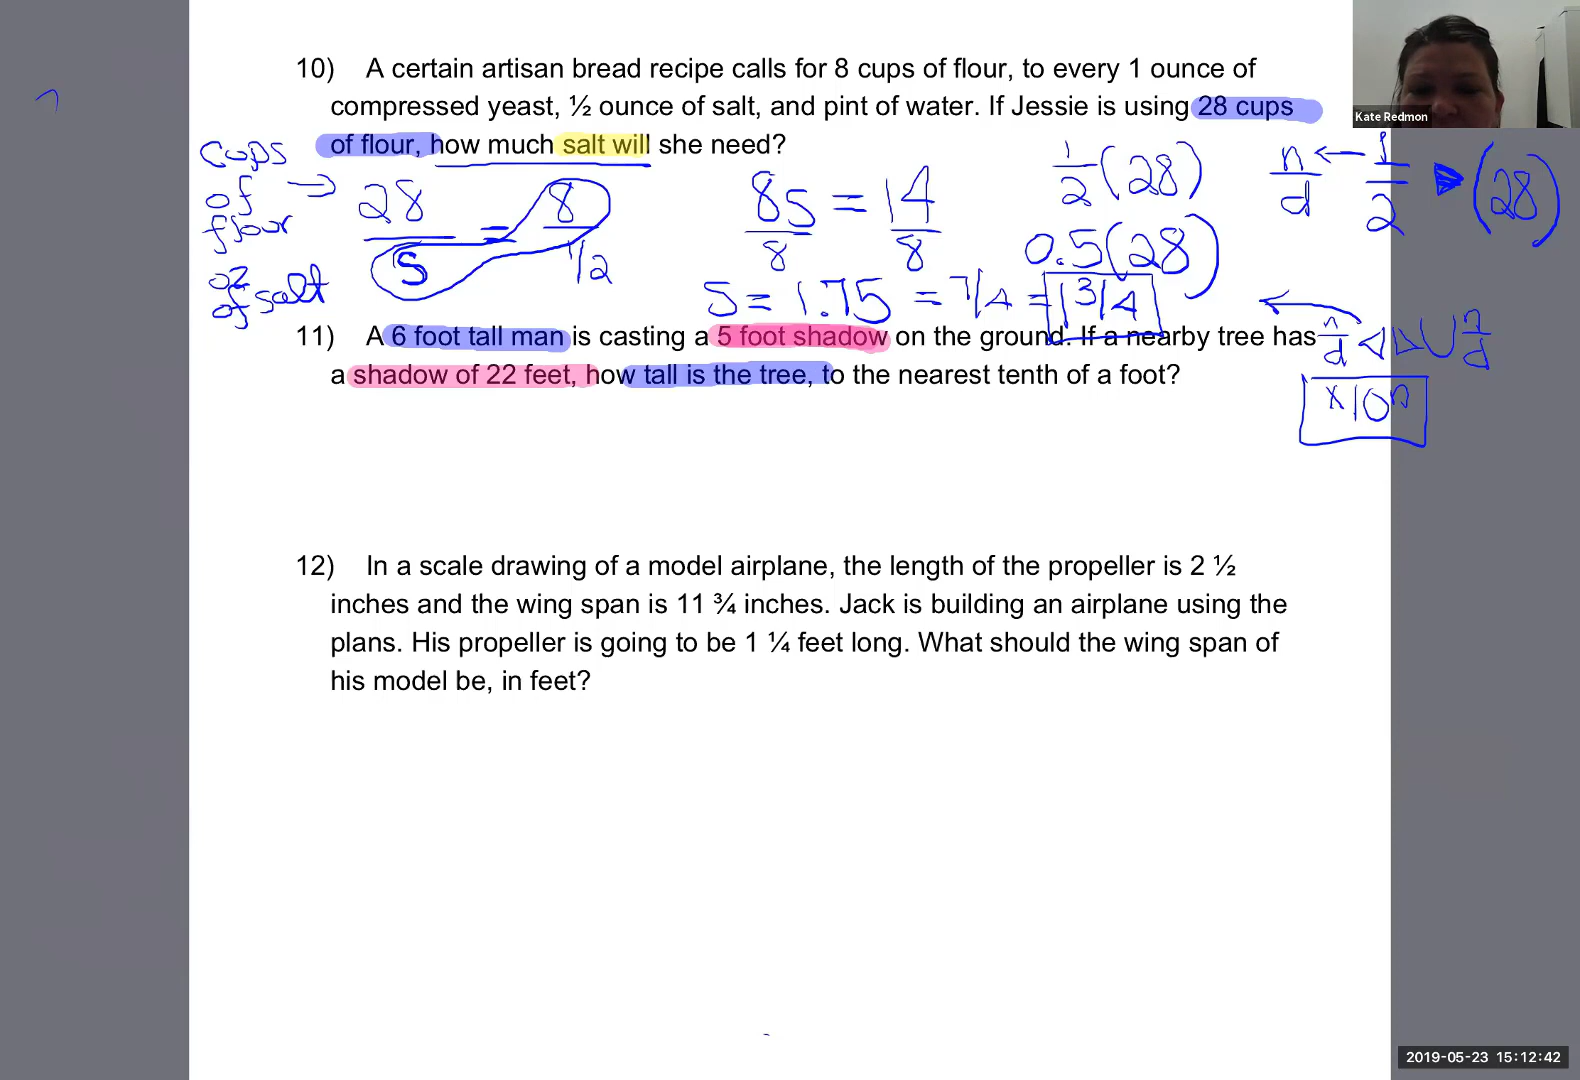 10) A certain artisan bread recipe calls for 8 cups of flour, to every 1 ounce of
compressed yeast, ½ ounce of salt, and pint of water. If Jessie is using 28 cups
of flour, how much salt will she need?
Kate Redmon
cups
of →
flour
oz
of salt
28/S = 8/1/2
8S/8 = 14/8
S = 1.75 = 7/4 = 1 3/4
1/2 (28)
0.5(28)
n/d ← 1/2 (28)
11) A 6 foot tall man is casting a 5 foot shadow on the ground. If a nearby tree has
a shadow of 22 feet, how tall is the tree, to the nearest tenth of a foot?
n/d ◁ ▷ U n/d
x10ⁿ
12) In a scale drawing of a model airplane, the length of the propeller is 2 ½
inches and the wing span is 11 ¾ inches. Jack is building an airplane using the
plans. His propeller is going to be 1 ¼ feet long. What should the wing span of
his model be, in feet?
2019-05-23 15:12:42